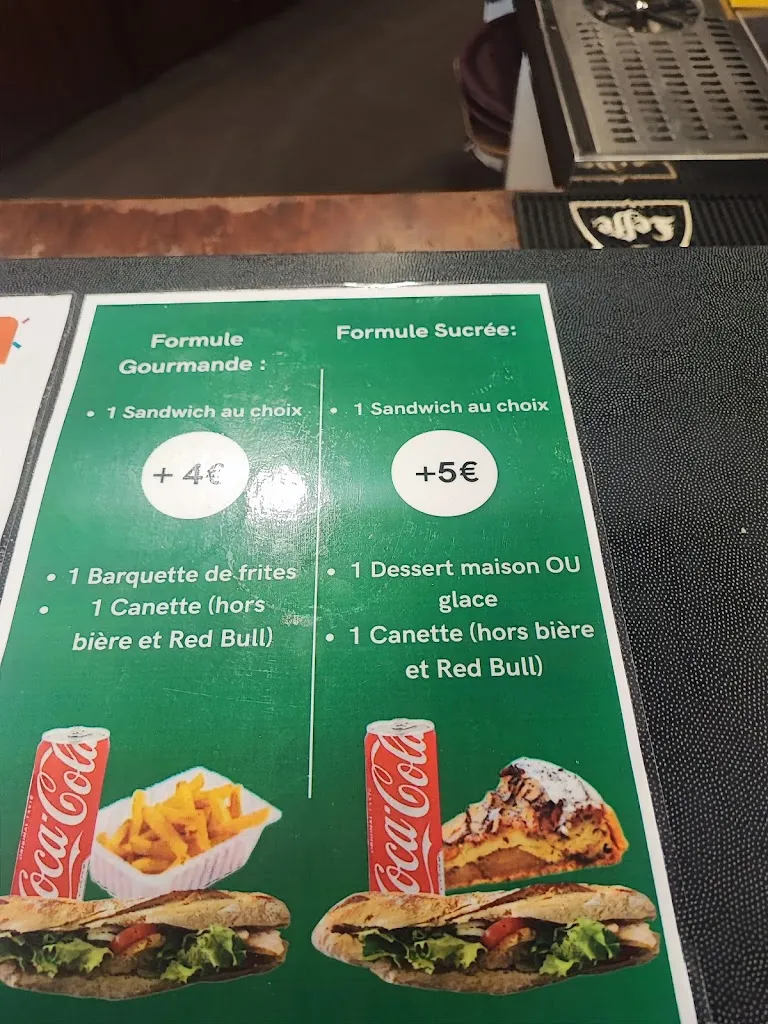 Leffe
Formule
Gourmande :
• 1 Sandwich au choix
+ 4€
• 1 Barquette de frites
• 1 Canette (hors
bière et Red Bull)
Formule Sucrée:
• 1 Sandwich au choix
+5€
• 1 Dessert maison OU
glace
• 1 Canette (hors bière
et Red Bull)
Coca-Cola
Coca-Cola